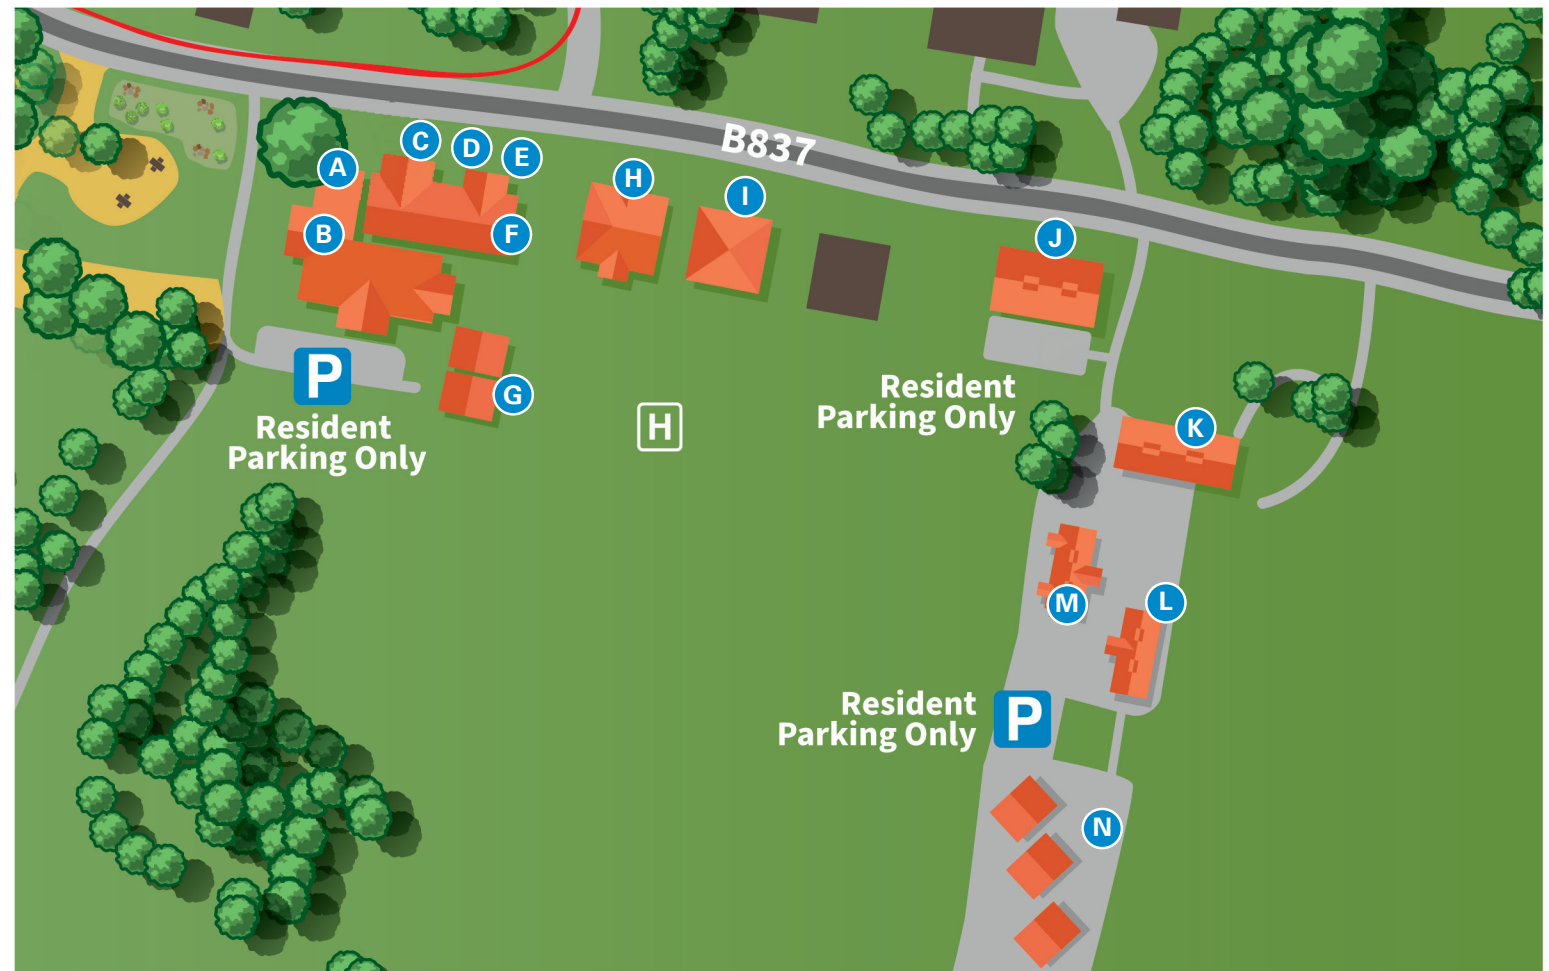 B837
A
C
D
E
B
F
H
I
J
P
Resident
Parking Only
G
H
Resident
Parking Only
K
M
L
Resident
Parking Only
P
N